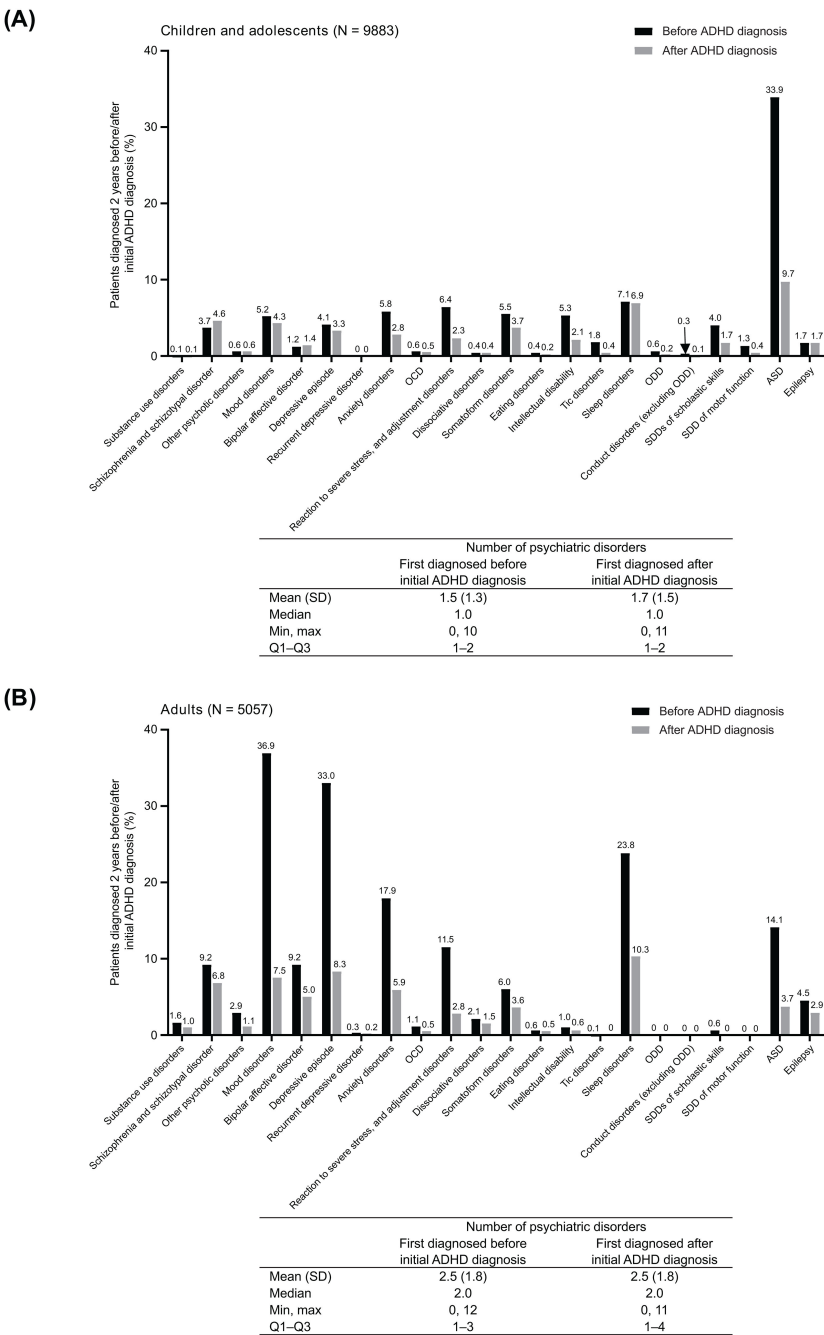 (A)
Children and adolescents (N = 9883)
Before ADHD diagnosis
After ADHD diagnosis
Patients diagnosed 2 years before/after
initial ADHD diagnosis (%)
40
30
20
10
0
0.1 0.1
3.7 4.6
0.6 0.6
5.2 4.3
1.2 1.4
4.1 3.3
0 0
5.8 2.8
0.6 0.5
6.4 2.3
0.4 0.4
5.5 3.7
0.4 0.2
5.3 2.1
1.8 0.4
7.1 6.9
0.6 0.2
0.3 0.1
4.0 1.7
1.3 0.4
33.9 9.7
1.7 1.7
Substance use disorders
Schizophrenia and schizotypal disorder
Other psychotic disorders
Mood disorders
Bipolar affective disorder
Depressive episode
Recurrent depressive disorder
Anxiety disorders
OCD
Reaction to severe stress, and adjustment disorders
Dissociative disorders
Somatoform disorders
Eating disorders
Intellectual disability
Tic disorders
Sleep disorders
ODD
Conduct disorders (excluding ODD)
SDDs of scholastic skills
SDD of motor function
ASD
Epilepsy
Number of psychiatric disorders
First diagnosed before First diagnosed after
initial ADHD diagnosis initial ADHD diagnosis
Mean (SD) 1.5 (1.3) 1.7 (1.5)
Median 1.0 1.0
Min, max 0, 10 0, 11
Q1–Q3 1–2 1–2
(B)
Adults (N = 5057)
Before ADHD diagnosis
After ADHD diagnosis
Patients diagnosed 2 years before/after
initial ADHD diagnosis (%)
40
30
20
10
0
1.6 1.0
9.2 6.8
2.9 1.1
36.9 7.5
9.2 5.0
33.0 8.3
0.3 0.2
17.9 5.9
1.1 0.5
11.5 2.8
2.1 1.5
6.0 3.6
0.6 0.5
1.0 0.6
0.1 0
23.8 10.3
0 0
0 0
0.6 0
0 0
14.1 3.7
4.5 2.9
Substance use disorders
Schizophrenia and schizotypal disorder
Other psychotic disorders
Mood disorders
Bipolar affective disorder
Depressive episode
Recurrent depressive disorder
Anxiety disorders
OCD
Reaction to severe stress, and adjustment disorders
Dissociative disorders
Somatoform disorders
Eating disorders
Intellectual disability
Tic disorders
Sleep disorders
ODD
Conduct disorders (excluding ODD)
SDDs of scholastic skills
SDD of motor function
ASD
Epilepsy
Number of psychiatric disorders
First diagnosed before First diagnosed after
initial ADHD diagnosis initial ADHD diagnosis
Mean (SD) 2.5 (1.8) 2.5 (1.8)
Median 2.0 2.0
Min, max 0, 12 0, 11
Q1–Q3 1–3 1–4